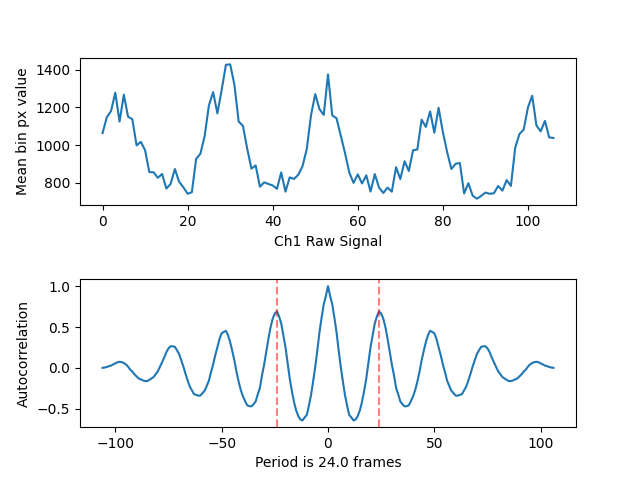 1400
1200
1000
800
Mean bin px value
0 20 40 60 80 100
Ch1 Raw Signal
1.0
0.5
0.0
−0.5
Autocorrelation
−100 −50 0 50 100
Period is 24.0 frames